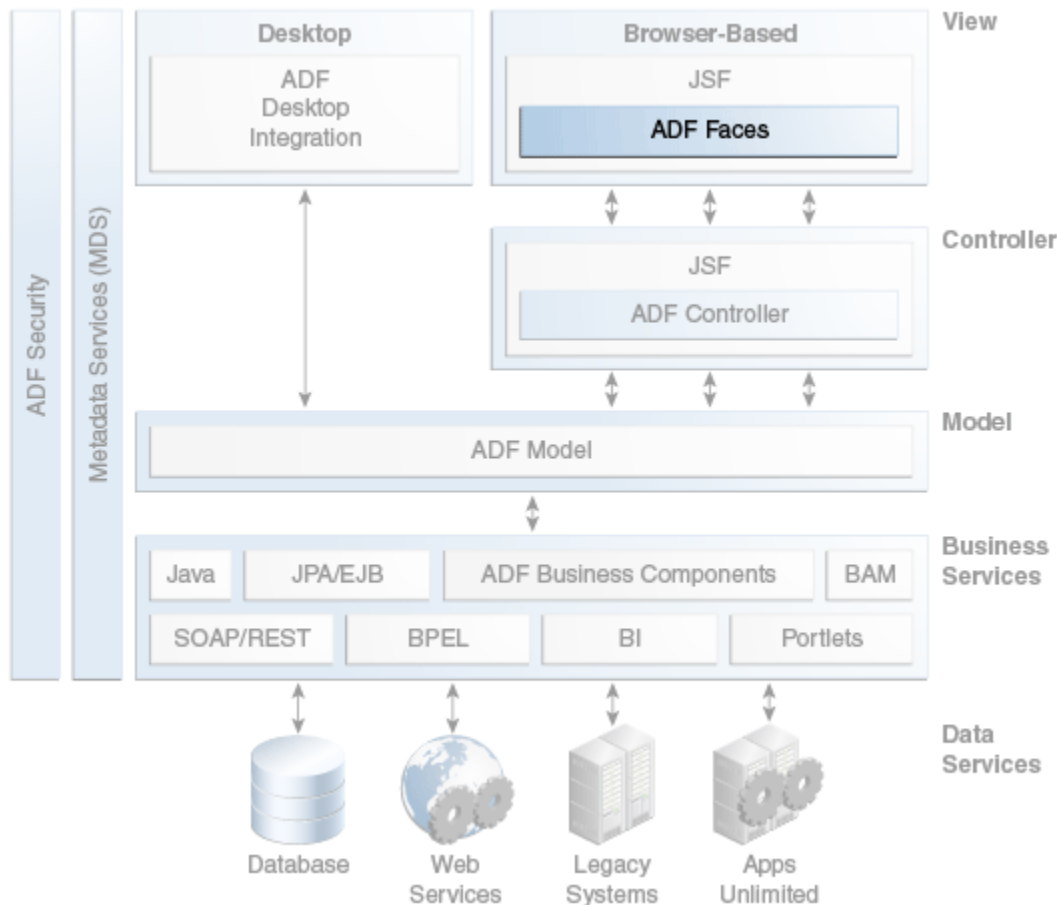 ADF Security
Metadata Services (MDS)
Desktop
ADF
Desktop
Integration
Browser-Based
JSF
ADF Faces
View
JSF
ADF Controller
Controller
ADF Model
Model
Java
JPA/EJB
ADF Business Components
BAM
SOAP/REST
BPEL
BI
Portlets
Business
Services
Database
Web
Services
Legacy
Systems
Apps
Unlimited
Data
Services